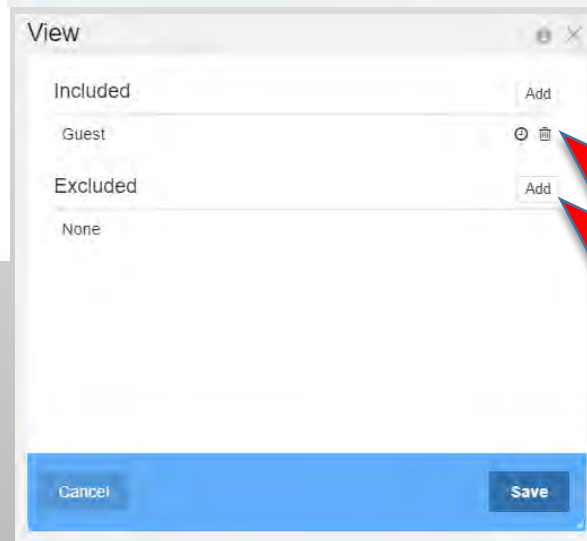 View
Included
Add
Guest
Excluded
Add
None
Cancel
Save